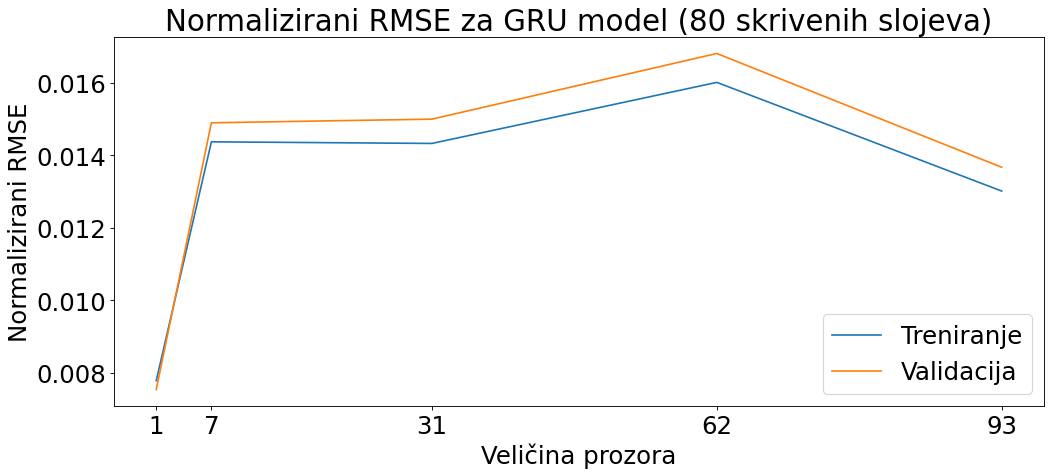 Normalizirani RMSE za GRU model (80 skrivenih slojeva)
Normalizirani RMSE
0.016
0.014
0.012
0.010
0.008
1 7 31 62 93
Veličina prozora
Treniranje
Validacija